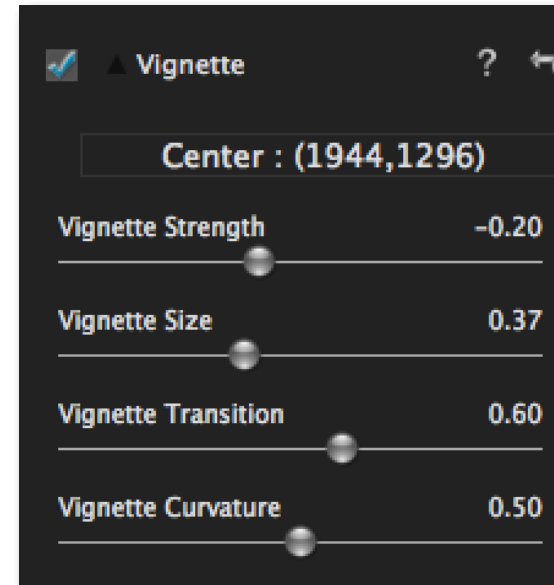 Vignette ?
Center : (1944,1296)
Vignette Strength -0.20
Vignette Size 0.37
Vignette Transition 0.60
Vignette Curvature 0.50